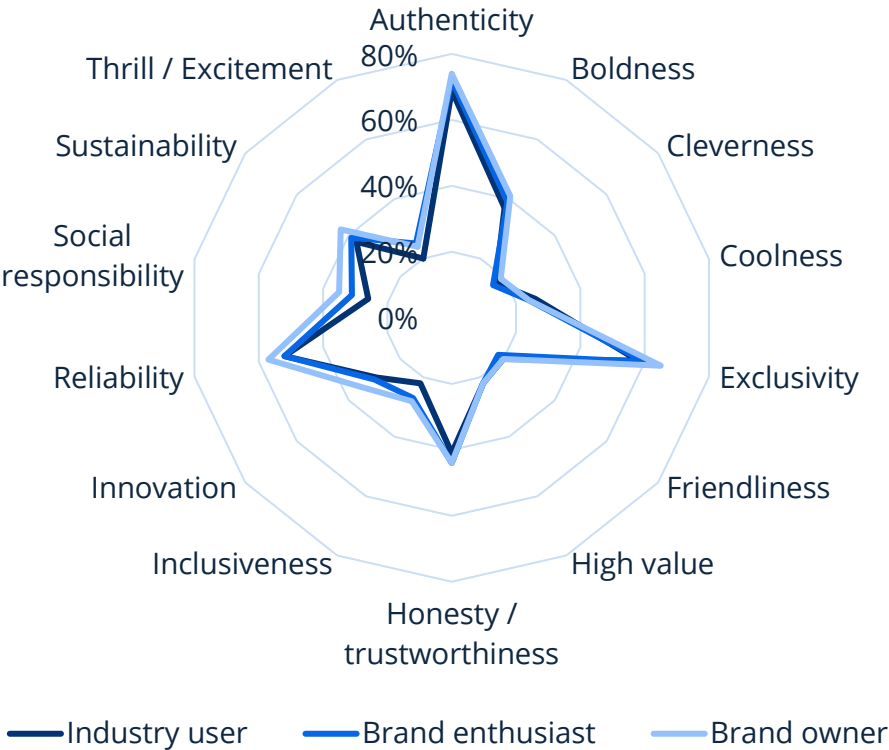 Authenticity
80%
Thrill / Excitement
Boldness
60%
Sustainability
Cleverness
40%
Social
responsibility
20%
Coolness
0%
Reliability
Exclusivity
Innovation
Friendliness
Inclusiveness
High value
Honesty /
trustworthiness
Industry user
Brand enthusiast
Brand owner